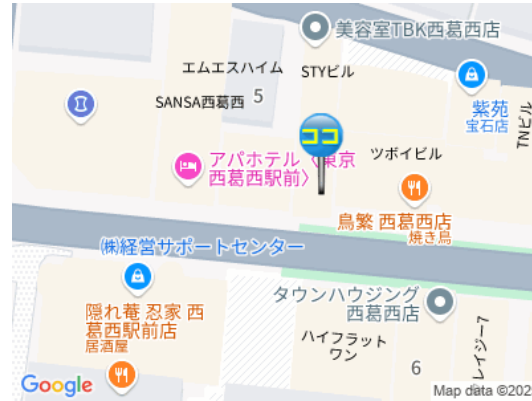 美容室TBK西葛西店
エムエスハイム
STYビル
SANSA西葛西
5
紫苑
宝石店
TNビル
ココ
ツボイビル
アパホテル〈東京
西葛西駅前〉
鳥繁 西葛西店
焼き鳥
㈱経営サポートセンター
タウンハウジング
西葛西店
隠れ庵 忍家 西
葛西駅前店
居酒屋
ハイフラット
ワン
6
レイジー7
Google
Map data ©202